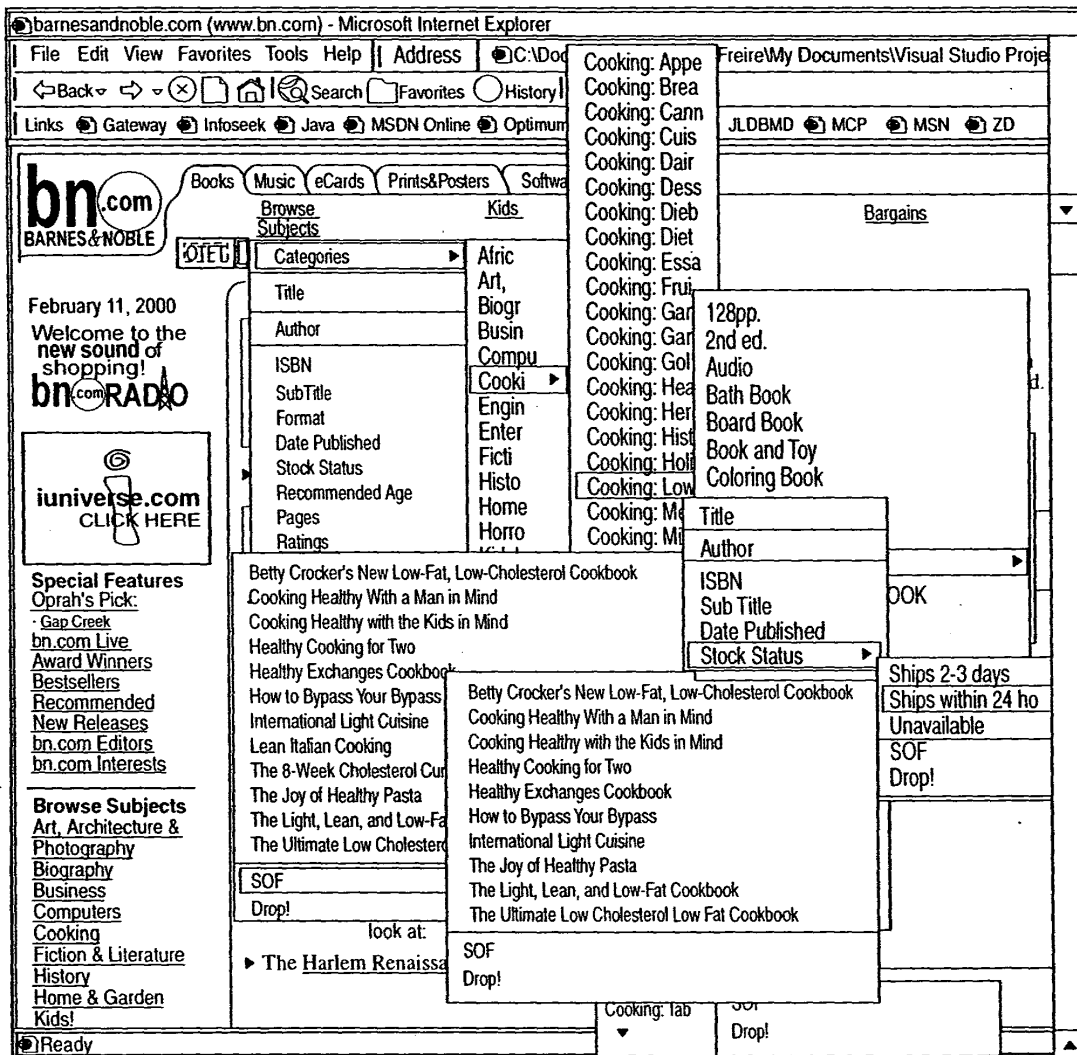 barnesandnoble.com (www.bn.com) - Microsoft Internet Explorer
File Edit View Favorites Tools Help Address C:\Doc Freire\My Documents\Visual Studio Proje
Back Search Favorites History
Links Gateway Infoseek Java MSDN Online Optimum JLDBMD MCP MSN ZD
bn.com
BARNES&NOBLE
Books Music eCards Prints&Posters Softwa
Browse Subjects
Kids
Bargains
February 11, 2000
Welcome to the
new sound of
shopping!
bn.com RADIO
iuniverse.com
CLICK HERE
Special Features
Oprah's Pick:
· Gap Creek
bn.com Live
Award Winners
Bestsellers
Recommended
New Releases
bn.com Editors
bn.com Interests
Browse Subjects
Art, Architecture &
Photography
Biography
Business
Computers
Cooking
Fiction & Literature
History
Home & Garden
Kids!
Categories
Title
Author
ISBN
SubTitle
Format
Date Published
Stock Status
Recommended Age
Pages
Ratings
Afric
Art,
Biogr
Busin
Compu
Cooki
Engin
Enter
Ficti
Histo
Home
Horro
Cooking: Appe
Cooking: Brea
Cooking: Cann
Cooking: Cuis
Cooking: Dair
Cooking: Dess
Cooking: Dieb
Cooking: Diet
Cooking: Essa
Cooking: Frui
Cooking: Gar
Cooking: Gar
Cooking: Gol
Cooking: Hea
Cooking: Her
Cooking: Hist
Cooking: Holi
Cooking: Low
Cooking: Me
Cooking: Mi
128pp.
2nd ed.
Audio
Bath Book
Board Book
Book and Toy
Coloring Book
OOK
d.
Title
Author
ISBN
Sub Title
Date Published
Stock Status
Ships 2-3 days
Ships within 24 ho
Unavailable
SOF
Drop!
Betty Crocker's New Low-Fat, Low-Cholesterol Cookbook
Cooking Healthy With a Man in Mind
Cooking Healthy with the Kids in Mind
Healthy Cooking for Two
Healthy Exchanges Cookbook
How to Bypass Your Bypass
International Light Cuisine
Lean Italian Cooking
The 8-Week Cholesterol Cur
The Joy of Healthy Pasta
The Light, Lean, and Low-Fa
The Ultimate Low Cholestero
SOF
Drop!
Betty Crocker's New Low-Fat, Low-Cholesterol Cookbook
Cooking Healthy With a Man in Mind
Cooking Healthy with the Kids in Mind
Healthy Cooking for Two
Healthy Exchanges Cookbook
How to Bypass Your Bypass
International Light Cuisine
The Joy of Healthy Pasta
The Light, Lean, and Low-Fat Cookbook
The Ultimate Low Cholesterol Low Fat Cookbook
SOF
Drop!
look at:
The Harlem Renaissa
Cooking: Tab
Drop!
Ready